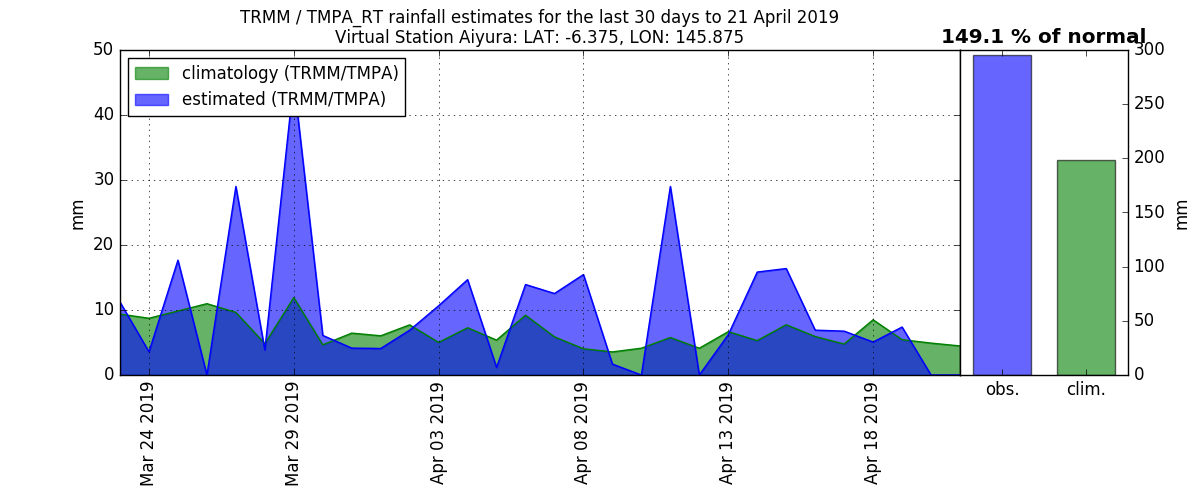 TRMM / TMPA_RT rainfall estimates for the last 30 days to 21 April 2019
Virtual Station Aiyura: LAT: -6.375, LON: 145.875
149.1 % of normal
climatology (TRMM/TMPA)
estimated (TRMM/TMPA)
50
40
30
20
10
0
mm
Mar 24 2019
Mar 29 2019
Apr 03 2019
Apr 08 2019
Apr 13 2019
Apr 18 2019
obs.
clim.
300
250
200
150
100
50
0
mm